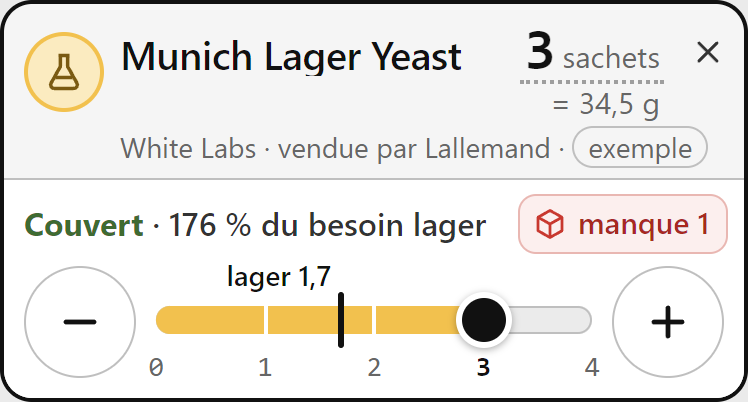 Munich Lager Yeast
3 sachets
= 34,5 g
White Labs · vendue par Lallemand · exemple
Couvert · 176 % du besoin lager
manque 1
lager 1,7
0 1 2 3 4